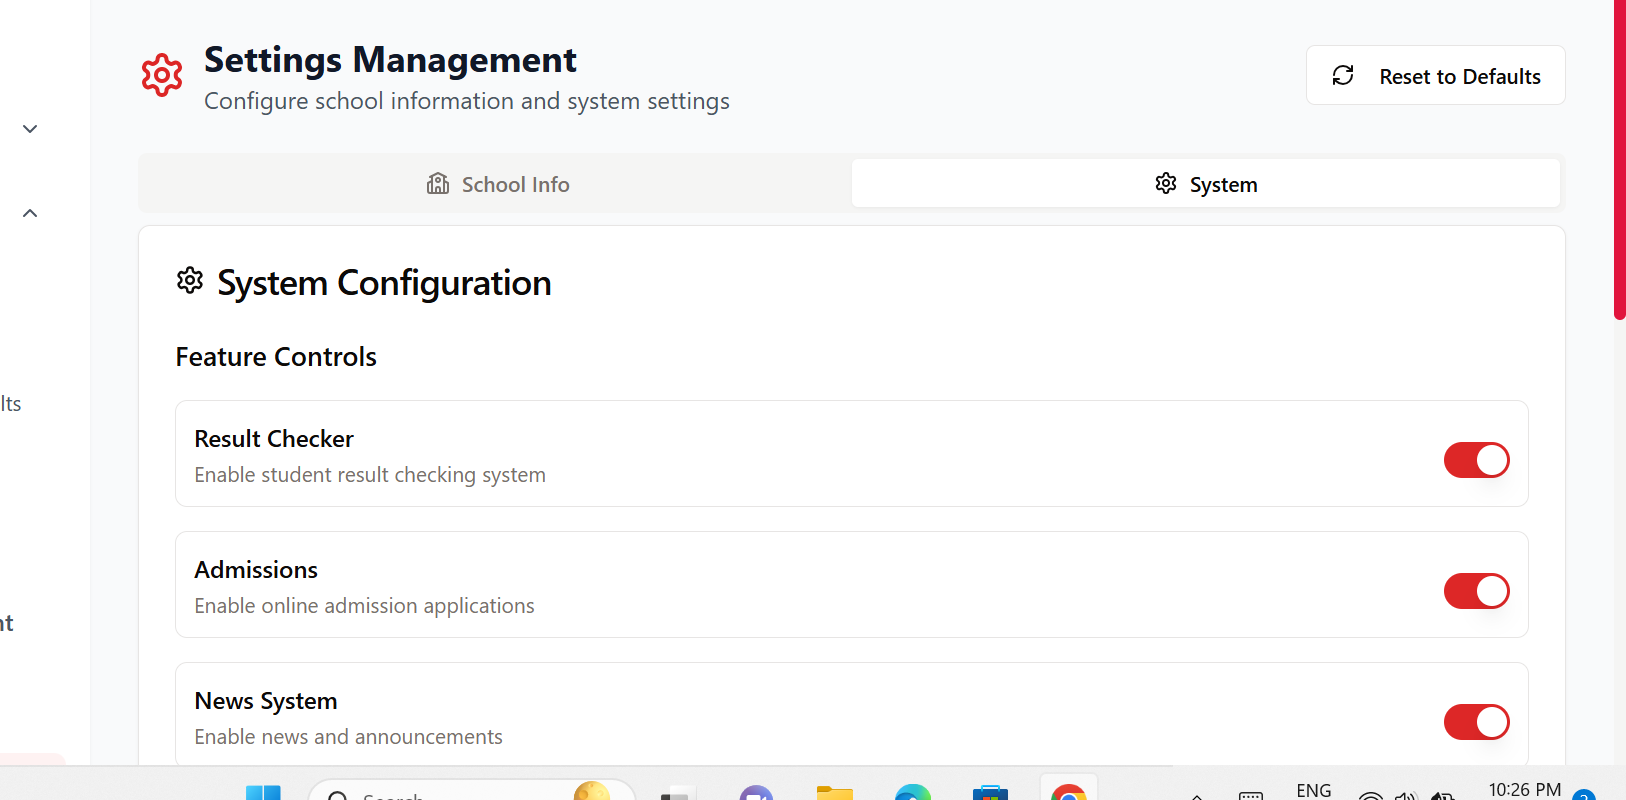 Settings Management
Configure school information and system settings
Reset to Defaults
School Info
System
System Configuration
Feature Controls
Result Checker
Enable student result checking system
lts
Admissions
Enable online admission applications
nt
News System
Enable news and announcements
Search
ENG
10:26 PM